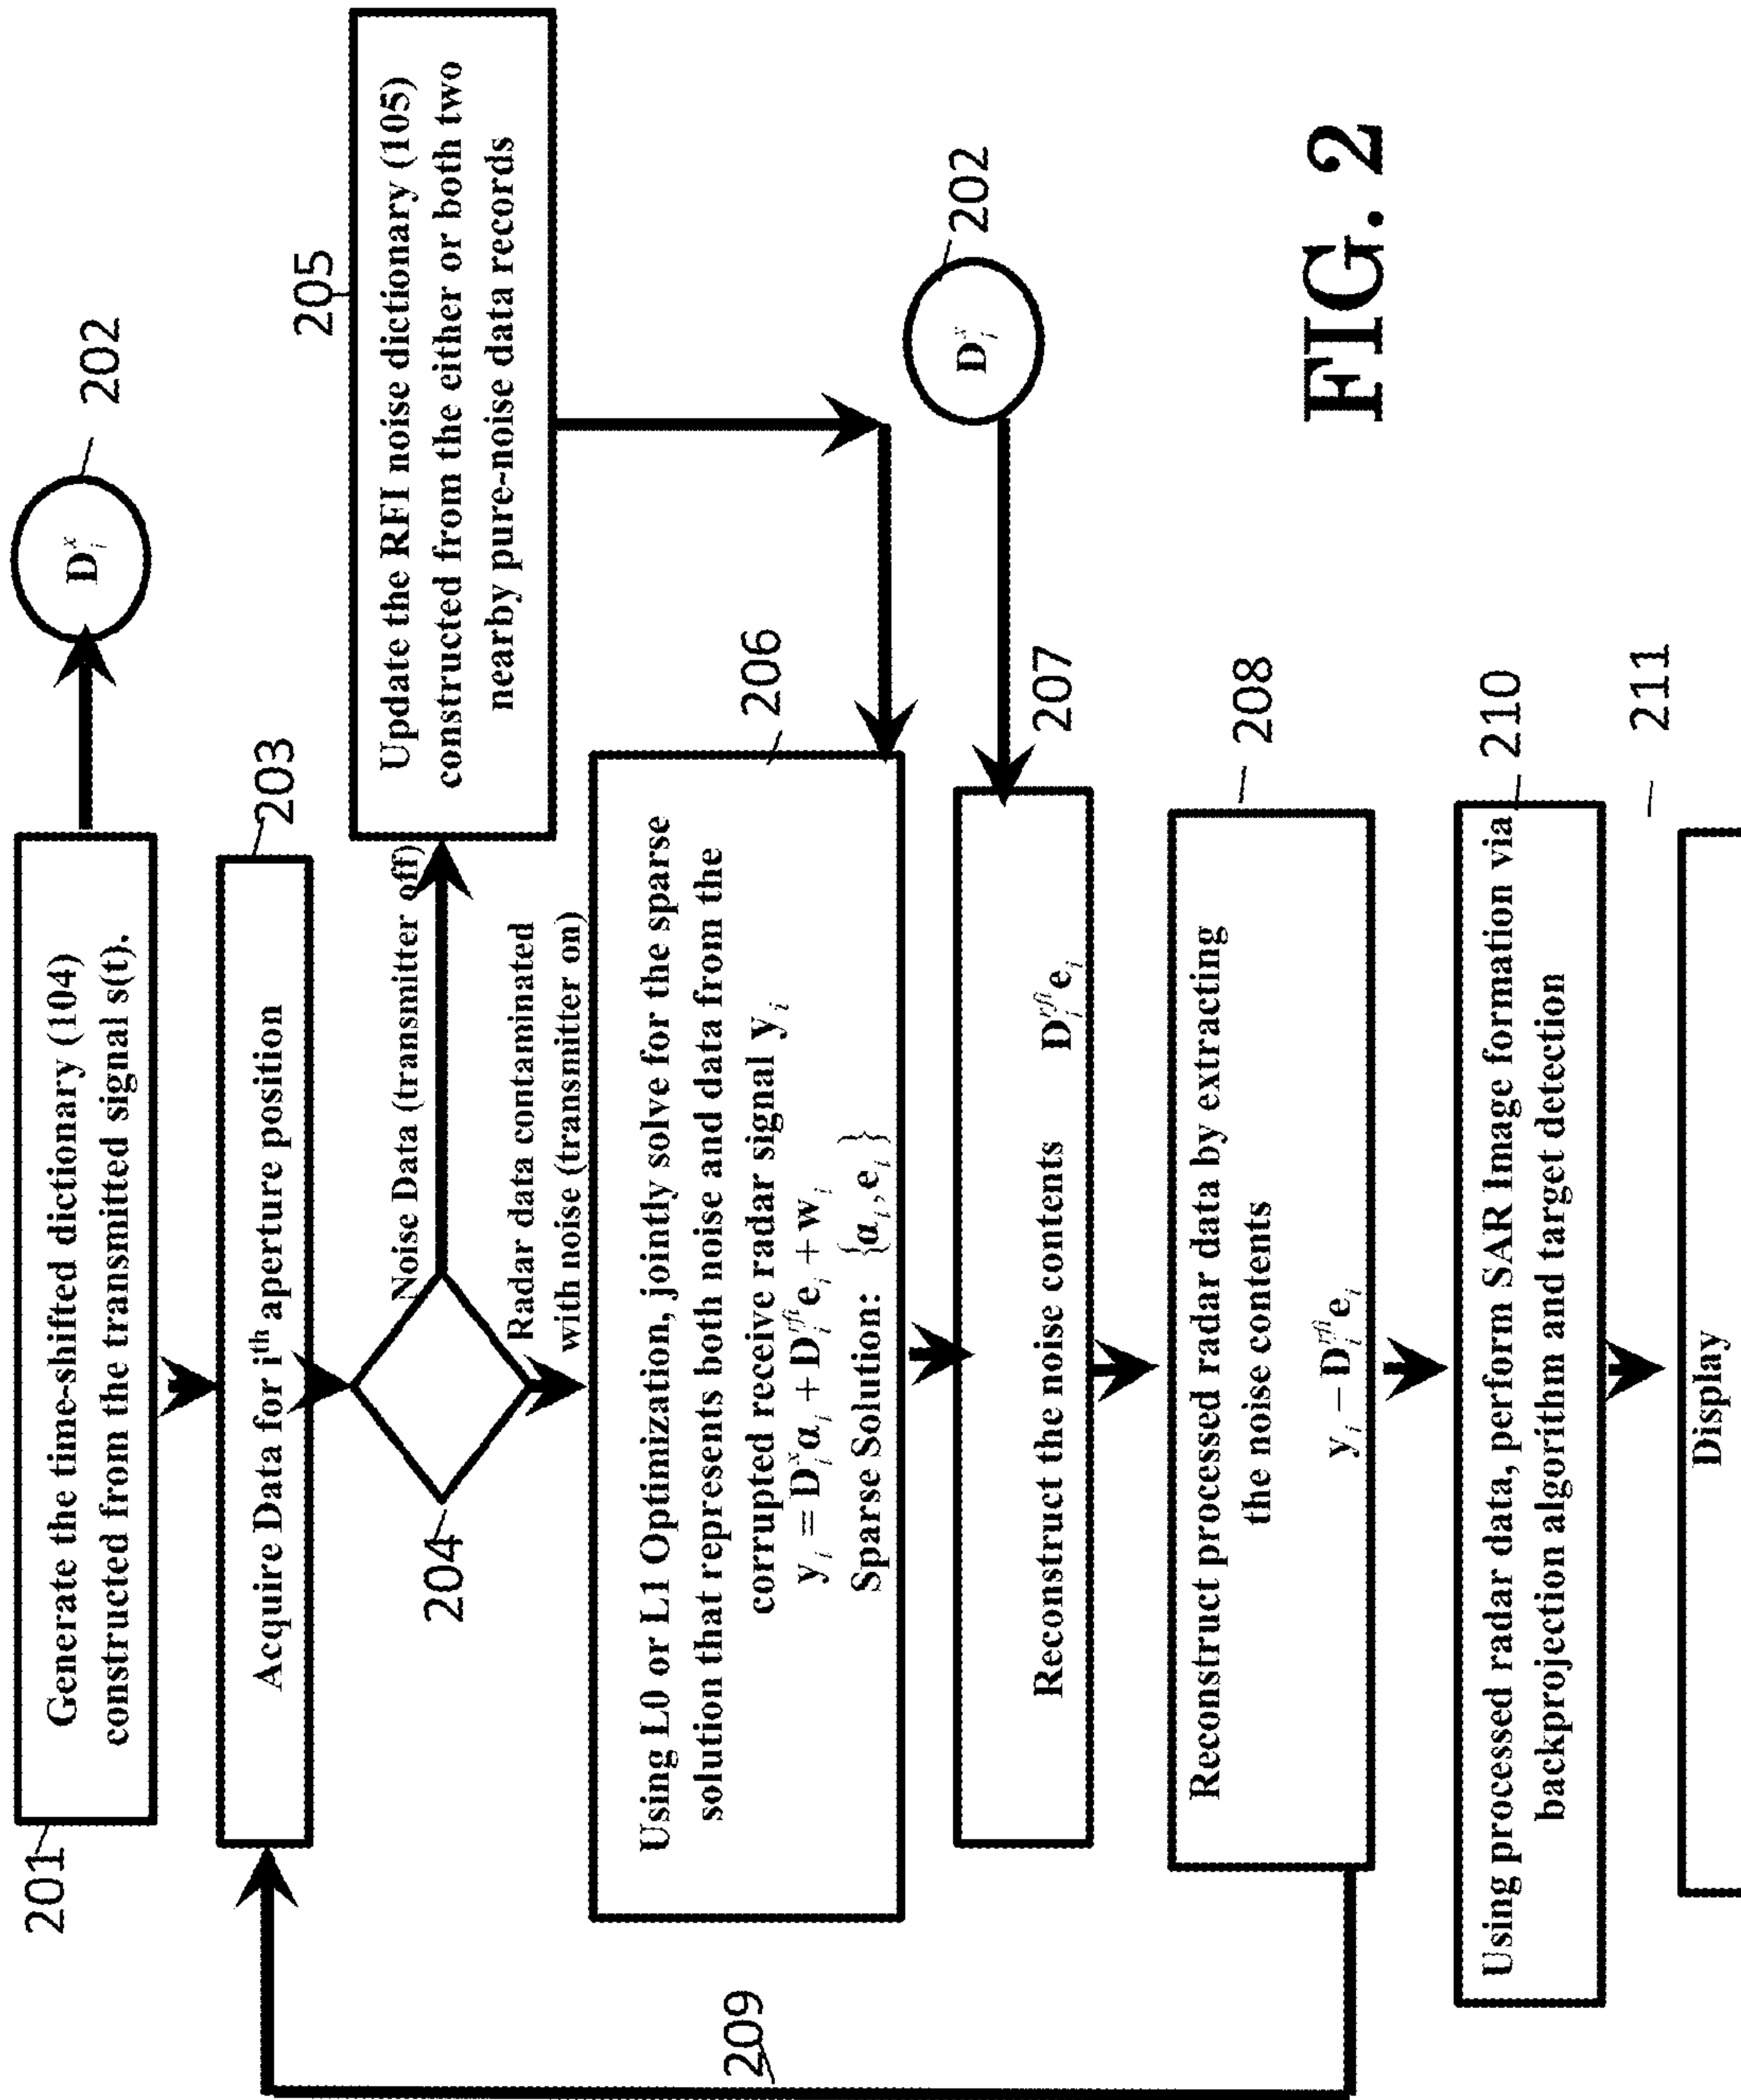 201
Generate the time-shifted dictionary (104)
constructed from the transmitted signal s(t).
D_i^x
202
203
Acquire Data for i^th aperture position
204
Noise Data (transmitter off)
205
Update the RFI noise dictionary (105)
constructed from the either or both two
nearby pure-noise data records
Radar data contaminated
with noise (transmitter on)
206
Using L0 or L1 Optimization, jointly solve for the sparse
solution that represents both noise and data from the
corrupted receive radar signal y_i
y_i = D_i^x α_i + D_i^rfi e_i + w_i
Sparse Solution: {α_i, e_i}
D_i^x
202
207
Reconstruct the noise contents D_i^rfi e_i
208
Reconstruct processed radar data by extracting
the noise contents
y_i − D_i^rfi e_i
209
210
Using processed radar data, perform SAR Image formation via
backprojection algorithm and target detection
211
Display
FIG. 2